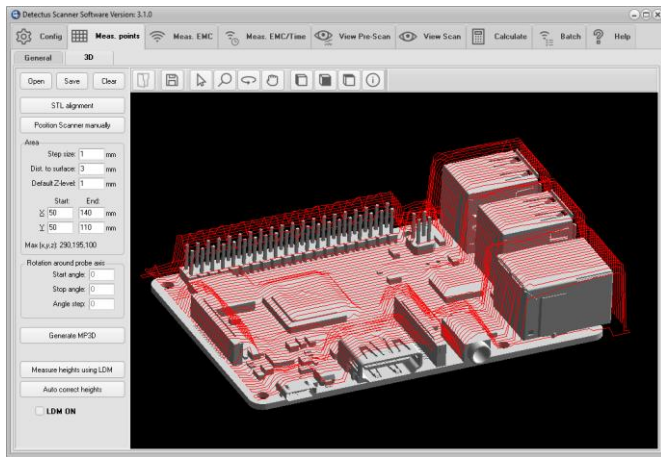 Detectus Scanner Software Version: 3.1.0
Config Meas. points Meas. EMC Meas. EMC/Time View Pre-Scan View Scan Calculate Batch Help
General 3D
Open Save Clear
STL alignment
Position Scanner manually
Area
Step size: 1 mm
Dist. to surface: 3 mm
Default Z-level: 1 mm
Start: End:
X 50 140 mm
Y 50 110 mm
Max (x,y,z): 290,195,100
Rotation around probe axis
Start angle: 0
Stop angle: 0
Angle step: 0
Generate MP3D
Measure heights using LDM
Auto correct heights
LDM ON